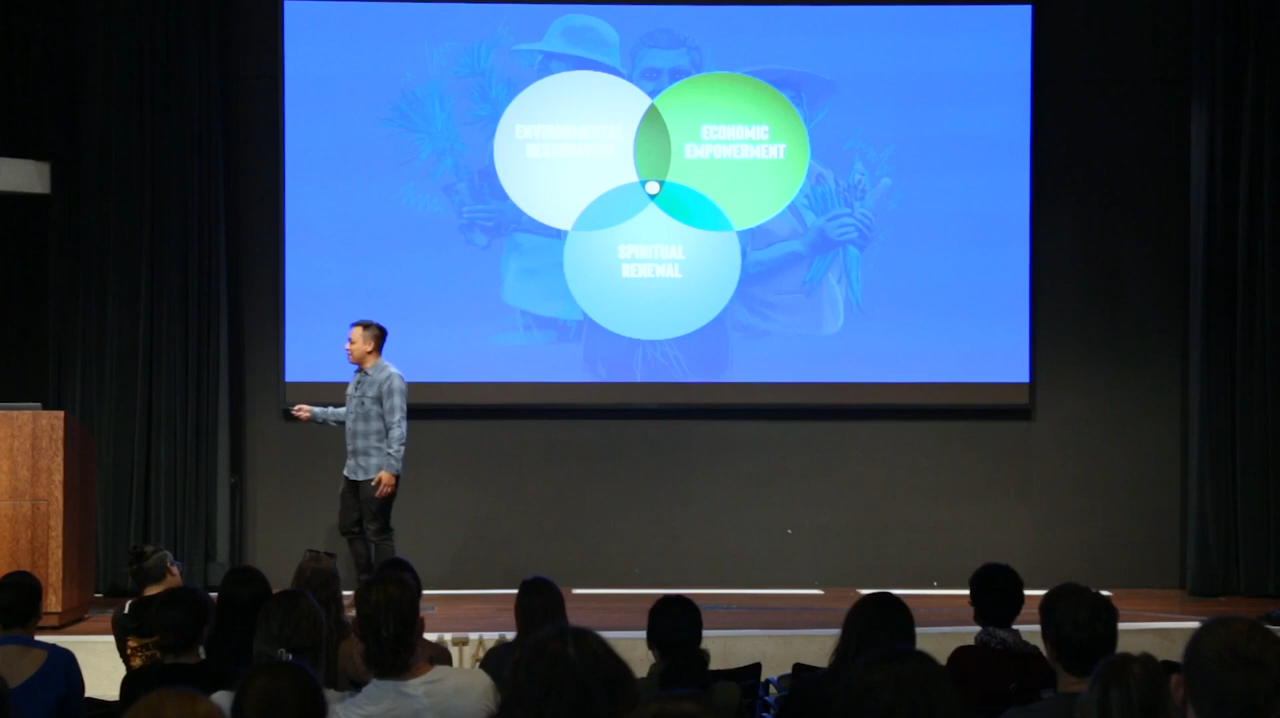 ENVIRONMENTAL
ECONOMIC
EMPOWERMENT
SPIRITUAL
RENEWAL